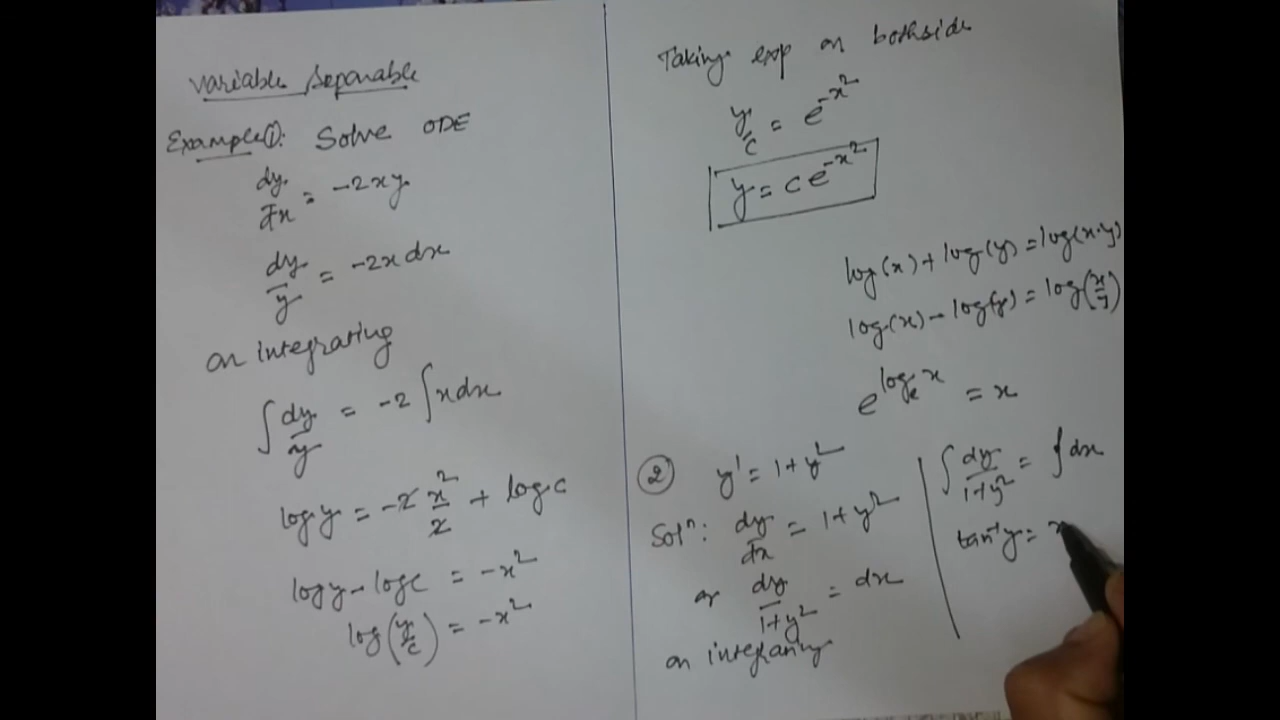 Variable Separable
Example①: Solve ODE
dy/dx = -2xy
dy/y = -2x dx
on integrating
∫ dy/y = -2 ∫ x dx
log y = -2 x²/2 + log c
log y - log c = -x²
log (y/c) = -x²
Taking exp on bothside
y/c = e^{-x²}
y = c e^{-x²}
log(x) + log(y) = log(x·y)
log(x) - log(y) = log(x/y)
e^{log_e x} = x
② y' = 1 + y²
Solⁿ: dy/dx = 1 + y²
or dy/1+y² = dx
on integrating
∫ dy/1+y² = ∫ dx
tan⁻¹y = x